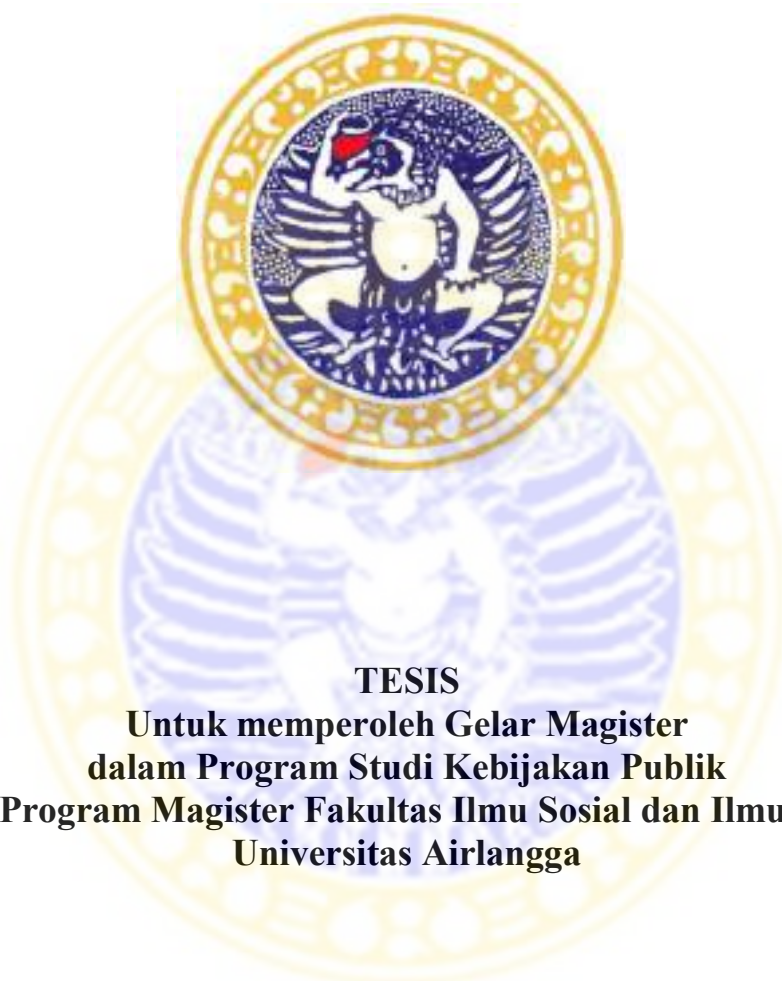 TESIS
Untuk memperoleh Gelar Magister
dalam Program Studi Kebijakan Publik
Program Magister Fakultas Ilmu Sosial dan Ilmu
Universitas Airlangga